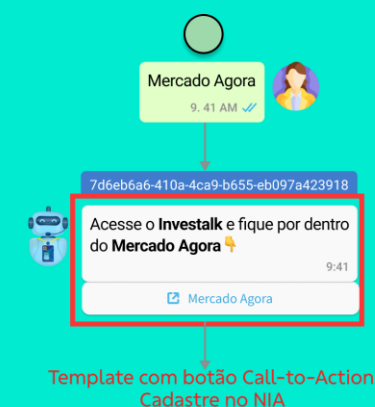 Mercado Agora
9. 41 AM
7d6eb6a6-410a-4ca9-b655-eb097a423918
Acesse o Investalk e fique por dentro
do Mercado Agora👇
9:41
Mercado Agora
Template com botão Call-to-Action
Cadastre no NIA